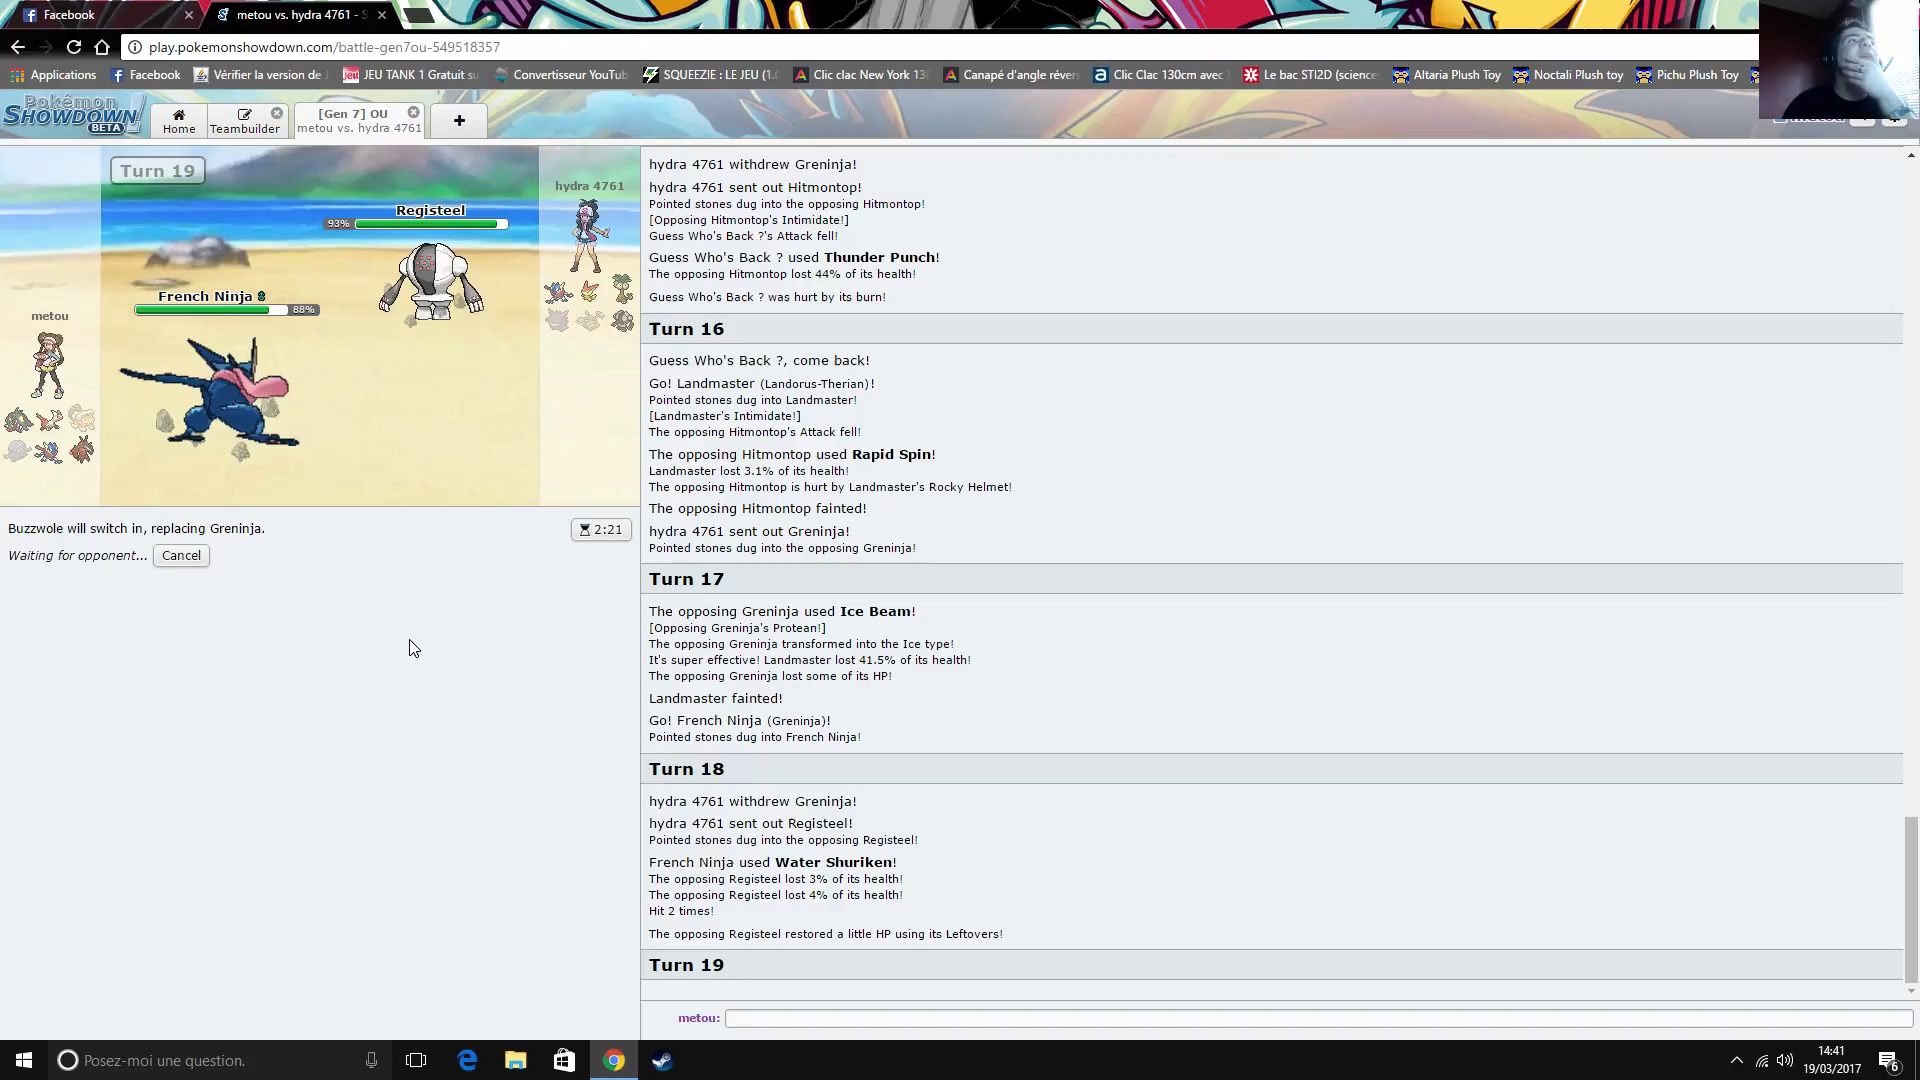 Facebook
metou vs. hydra 4761 - S
play.pokemonshowdown.com/battle-gen7ou-549518357
Applications
Facebook
Vérifier la version de J
jeu
JEU TANK 1 Gratuit su
Convertisseur YouTub
SQUEEZIE : LE JEU (1.0
Clic clac New York 13
Canapé d'angle réver
Clic Clac 130cm avec
Le bac STI2D (science
Altaria Plush Toy
Noctali Plush toy
Pichu Plush Toy
Pokémon
SHOWDOWN!
BETA
Home
Teambuilder
[Gen 7] OU
metou vs. hydra 4761
+
Turn 19
hydra 4761
Registeel
93%
French Ninja
88%
metou
Buzzwole will switch in, replacing Greninja.
2:21
Waiting for opponent...
Cancel
hydra 4761 withdrew Greninja!
hydra 4761 sent out Hitmontop!
Pointed stones dug into the opposing Hitmontop!
[Opposing Hitmontop's Intimidate!]
Guess Who's Back ?'s Attack fell!
Guess Who's Back ? used Thunder Punch!
The opposing Hitmontop lost 44% of its health!
Guess Who's Back ? was hurt by its burn!
Turn 16
Guess Who's Back ?, come back!
Go! Landmaster (Landorus-Therian)!
Pointed stones dug into Landmaster!
[Landmaster's Intimidate!]
The opposing Hitmontop's Attack fell!
The opposing Hitmontop used Rapid Spin!
Landmaster lost 3.1% of its health!
The opposing Hitmontop is hurt by Landmaster's Rocky Helmet!
The opposing Hitmontop fainted!
hydra 4761 sent out Greninja!
Pointed stones dug into the opposing Greninja!
Turn 17
The opposing Greninja used Ice Beam!
[Opposing Greninja's Protean!]
The opposing Greninja transformed into the Ice type!
It's super effective! Landmaster lost 41.5% of its health!
The opposing Greninja lost some of its HP!
Landmaster fainted!
Go! French Ninja (Greninja)!
Pointed stones dug into French Ninja!
Turn 18
hydra 4761 withdrew Greninja!
hydra 4761 sent out Registeel!
Pointed stones dug into the opposing Registeel!
French Ninja used Water Shuriken!
The opposing Registeel lost 3% of its health!
The opposing Registeel lost 4% of its health!
Hit 2 times!
The opposing Registeel restored a little HP using its Leftovers!
Turn 19
metou:
Posez-moi une question.
14:41
19/03/2017
6